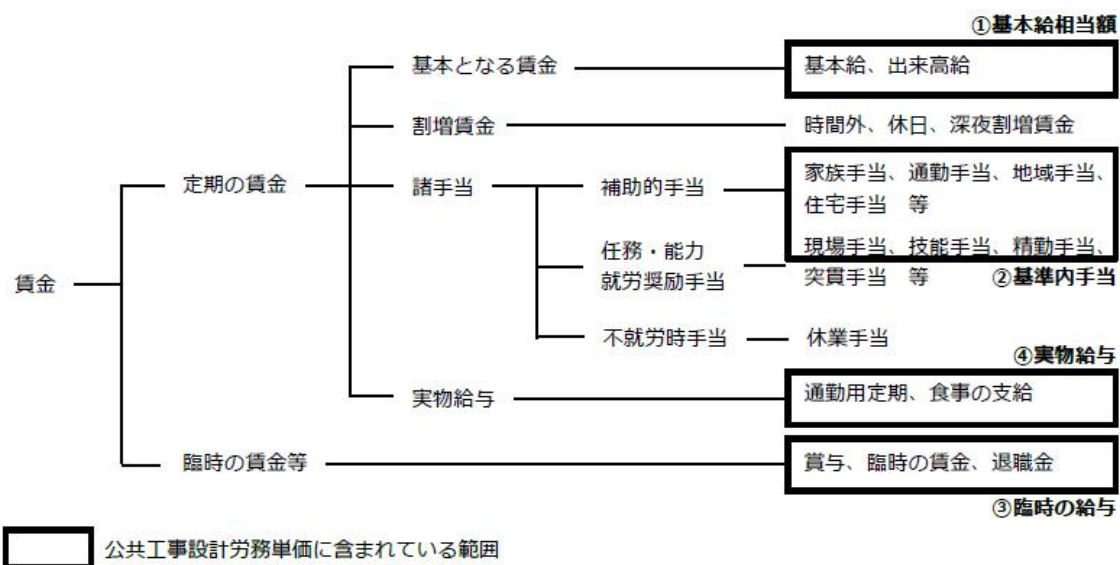 ①基本給相当額
基本となる賃金
基本給、出来高給
割増賃金
時間外、休日、深夜割増賃金
定期の賃金
諸手当
補助的手当
家族手当、通勤手当、地域手当、
住宅手当 等
任務・能力
就労奨励手当
現場手当、技能手当、精勤手当、
突貫手当 等
②基準内手当
賃金
不就労時手当
休業手当
④実物給与
実物給与
通勤用定期、食事の支給
臨時の賃金等
賞与、臨時の賃金、退職金
③臨時の給与
公共工事設計労務単価に含まれている範囲